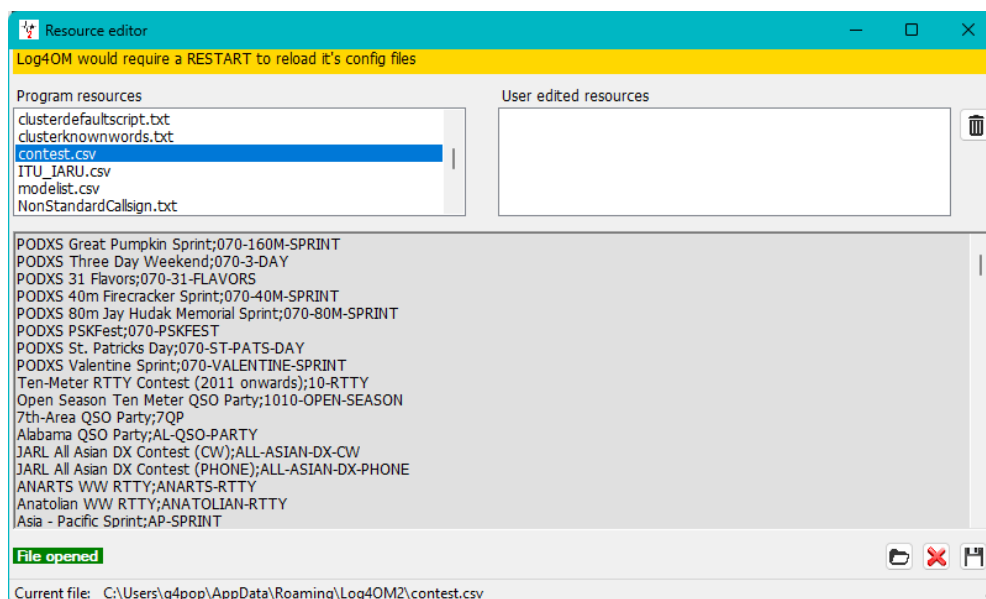 Resource editor
Log4OM would require a RESTART to reload it's config files
Program resources
User edited resources
clusterdefaultscript.txt
clusterknownwords.txt
contest.csv
ITU_IARU.csv
modelist.csv
NonStandardCallsign.txt
PODXS Great Pumpkin Sprint;070-160M-SPRINT
PODXS Three Day Weekend;070-3-DAY
PODXS 31 Flavors;070-31-FLAVORS
PODXS 40m Firecracker Sprint;070-40M-SPRINT
PODXS 80m Jay Hudak Memorial Sprint;070-80M-SPRINT
PODXS PSKFest;070-PSKFEST
PODXS St. Patricks Day;070-ST-PATS-DAY
PODXS Valentine Sprint;070-VALENTINE-SPRINT
Ten-Meter RTTY Contest (2011 onwards);10-RTTY
Open Season Ten Meter QSO Party;1010-OPEN-SEASON
7th-Area QSO Party;7QP
Alabama QSO Party;AL-QSO-PARTY
JARL All Asian DX Contest (CW);ALL-ASIAN-DX-CW
JARL All Asian DX Contest (PHONE);ALL-ASIAN-DX-PHONE
ANARTS WW RTTY;ANARTS-RTTY
Anatolian WW RTTY;ANATOLIAN-RTTY
Asia - Pacific Sprint;AP-SPRINT
File opened
Current file: C:\Users\g4pop\AppData\Roaming\Log4OM2\contest.csv